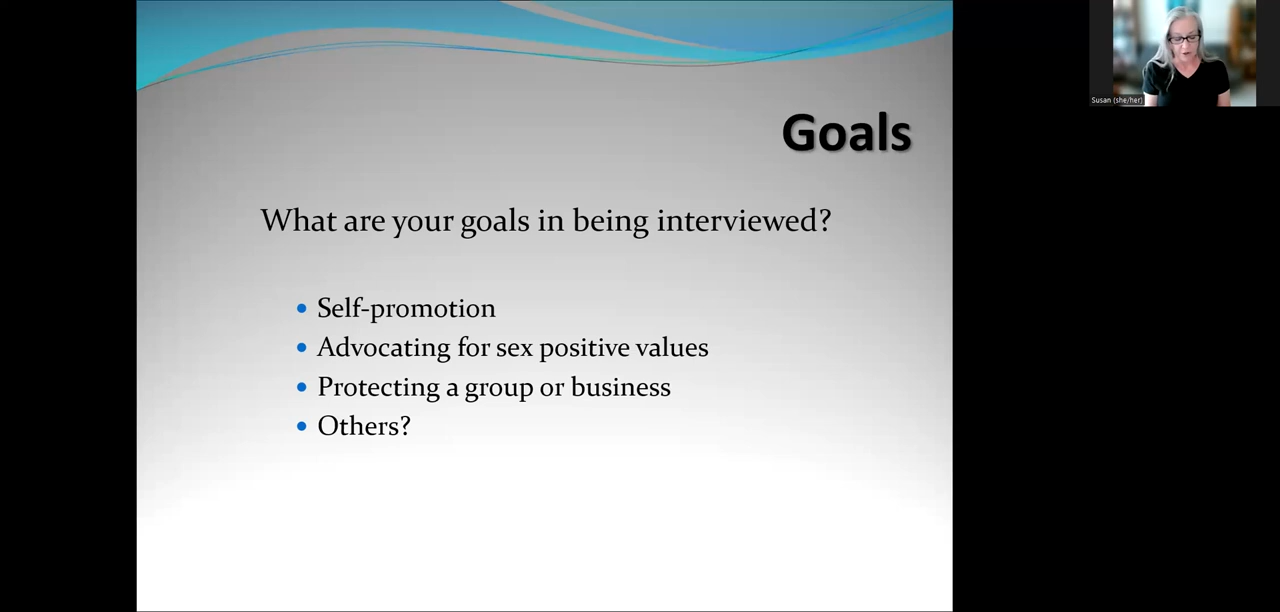 Goals
What are your goals in being interviewed?
• Self-promotion
• Advocating for sex positive values
• Protecting a group or business
• Others?
Susan (she/her)